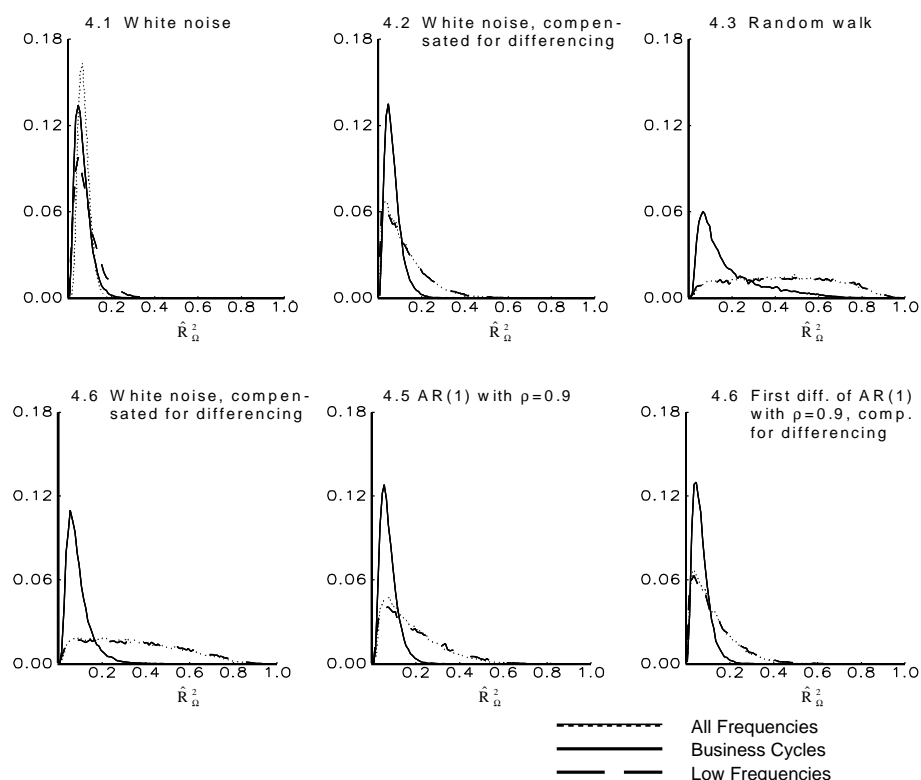 4.1 White noise
4.2 White noise, compen-
sated for differencing
4.3 Random walk
0.18
0.12
0.06
0.00
0.2 0.4 0.6 0.8 1.0
R̂²Ω
0.18
0.12
0.06
0.00
0.2 0.4 0.6 0.8 1.0
R̂²Ω
0.18
0.12
0.06
0.00
0.2 0.4 0.6 0.8 1.0
R̂²Ω
4.6 White noise, compen-
sated for differencing
4.5 AR(1) with ρ=0.9
4.6 First diff. of AR(1)
with ρ=0.9, comp.
for differencing
0.18
0.12
0.06
0.00
0.2 0.4 0.6 0.8 1.0
R̂²Ω
0.18
0.12
0.06
0.00
0.2 0.4 0.6 0.8 1.0
R̂²Ω
0.18
0.12
0.06
0.00
0.2 0.4 0.6 0.8 1.0
R̂²Ω
All Frequencies
Business Cycles
Low Frequencies